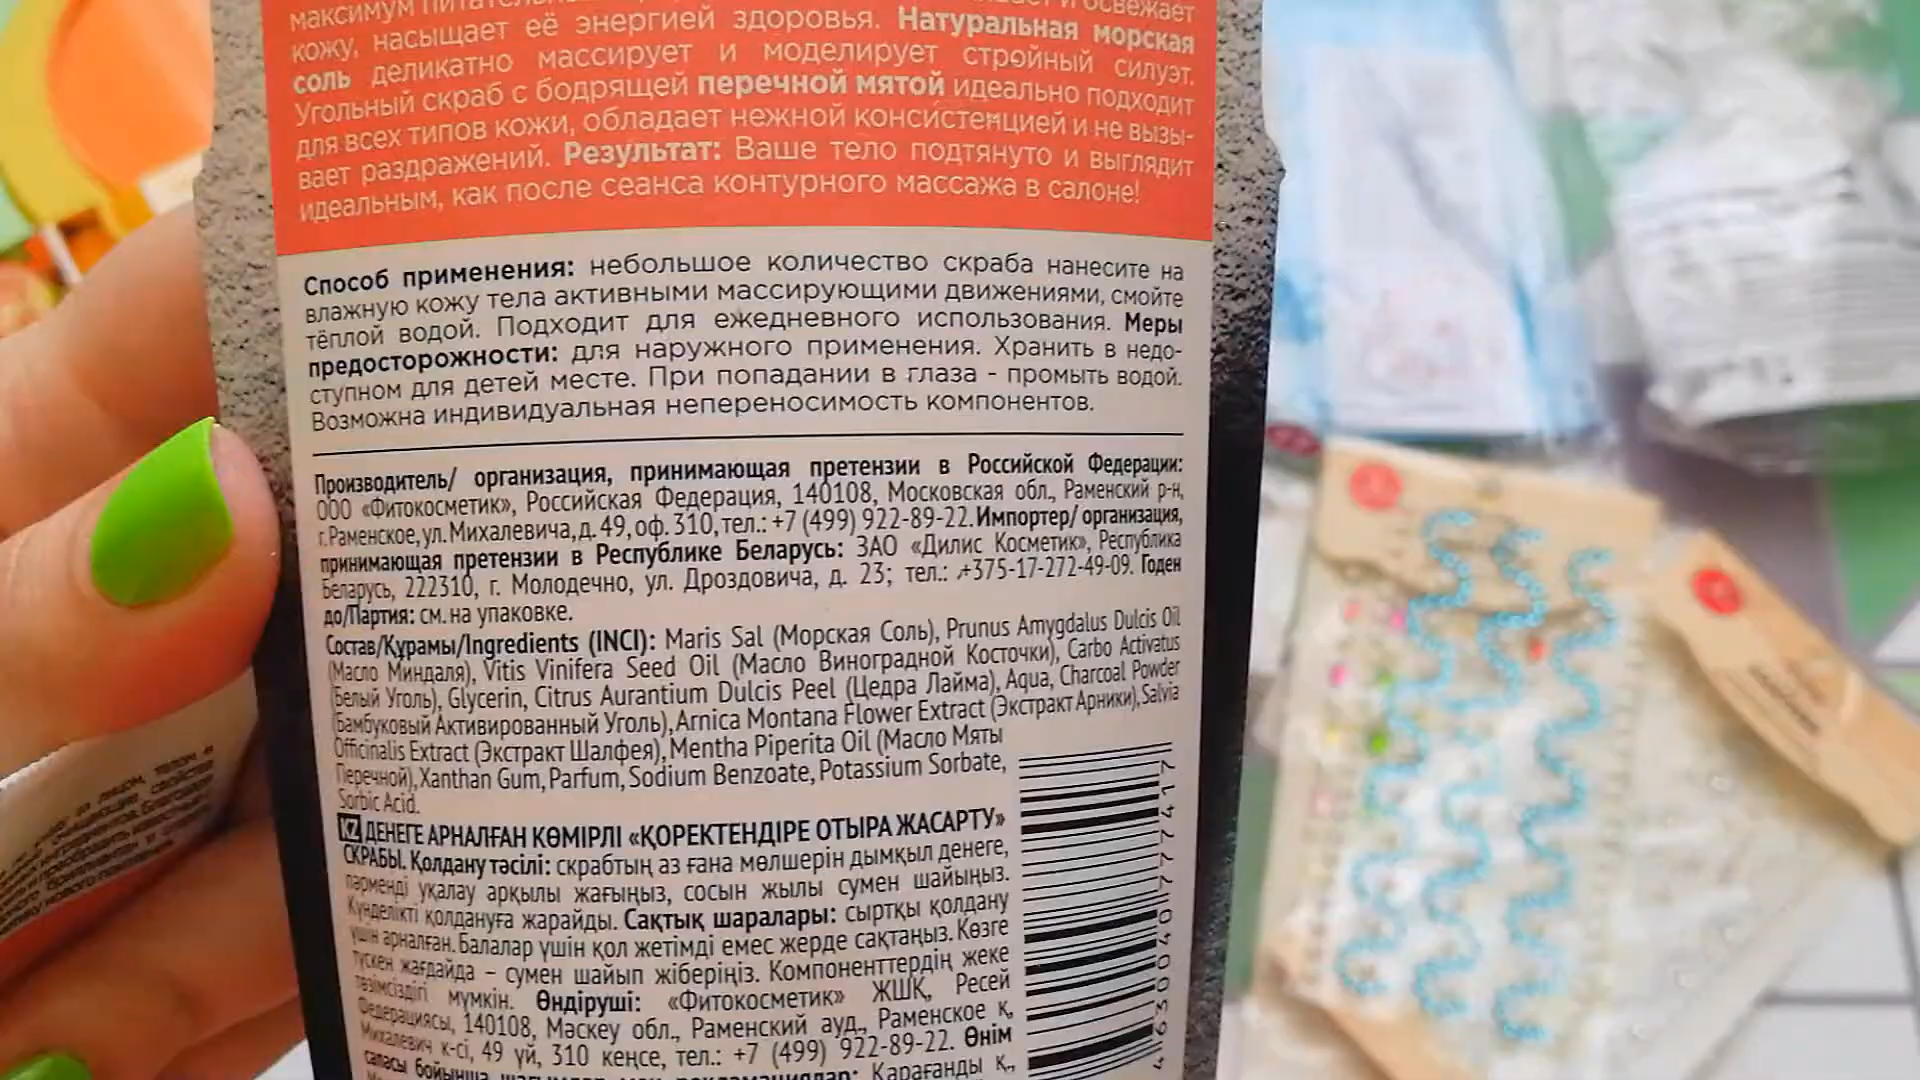 максимум
и освежает
кожу, насыщает её энергией здоровья. Натуральная морская
соль деликатно массирует и моделирует стройный силуэт.
Угольный скраб с бодрящей перечной мятой идеально подходит
для всех типов кожи, обладает нежной консистенцией и не вызы-
вает раздражений. Результат: Ваше тело подтянуто и выглядит
идеальным, как после сеанса контурного массажа в салоне!
Способ применения: небольшое количество скраба нанесите на
влажную кожу тела активными массирующими движениями, смойте
тёплой водой. Подходит для ежедневного использования. Меры
предосторожности: для наружного применения. Хранить в недо-
ступном для детей месте. При попадании в глаза - промыть водой.
Возможна индивидуальная непереносимость компонентов.
Производитель/ организация, принимающая претензии в Российской Федерации:
ООО «Фитокосметик», Российская Федерация, 140108, Московская обл., Раменский р-н,
г.Раменское, ул. Михалевича, д. 49, оф. 310, тел.: +7 (499) 922-89-22. Импортер/ организация,
принимающая претензии в Республике Беларусь: ЗАО «Дилис Косметик», Республика
Беларусь, 222310, г. Молодечно, ул. Дроздовича, д. 23; тел.: +375-17-272-49-09. Годен
до/Партия: см. на упаковке.
Состав/Құрамы/Ingredients (INCI): Maris Sal (Морская Соль), Prunus Amygdalus Dulcis Oil
(Масло Миндаля), Vitis Vinifera Seed Oil (Масло Виноградной Косточки), Carbo Activatus
(Белый Уголь), Glycerin, Citrus Aurantium Dulcis Peel (Цедра Лайма), Aqua, Charcoal Powder
(Бамбуковый Активированный Уголь), Arnica Montana Flower Extract (Экстракт Арники), Salvia
Officinalis Extract (Экстракт Шалфея), Mentha Piperita Oil (Масло Мяты
Перечной), Xanthan Gum, Parfum, Sodium Benzoate, Potassium Sorbate,
Sorbic Acid.
KZ ДЕНЕГЕ АРНАЛҒАН КӨМІРЛІ «ҚОРЕКТЕНДІРЕ ОТЫРА ЖАСАРТУ»
СКРАБЫ. Қолдану тәсілі: скрабтың аз ғана мөлшерін дымқыл денеге,
пәрменді уқалау арқылы жағыңыз, сосын жылы сумен шайыңыз.
Күнделікті қолдануға жарайды. Сақтық шаралары: сыртқы қолдану
үшін арналған. Балалар үшін қол жетімді емес жерде сақтаңыз. Көзге
түскен жағдайда – сумен шайып жіберіңіз. Компоненттердің жеке
төзімсіздігі мүмкін. Өндіруші: «Фитокосметик» ЖШҚ, Ресей
Федерациясы, 140108, Маскеу обл., Раменский ауд., Раменское қ,
Михалевич к-сі, 49 үй, 310 кеңсе, тел.: +7 (499) 922-89-22. Өнім
сапасы бойынша
Қарағанды қ.,
4 630040 777417